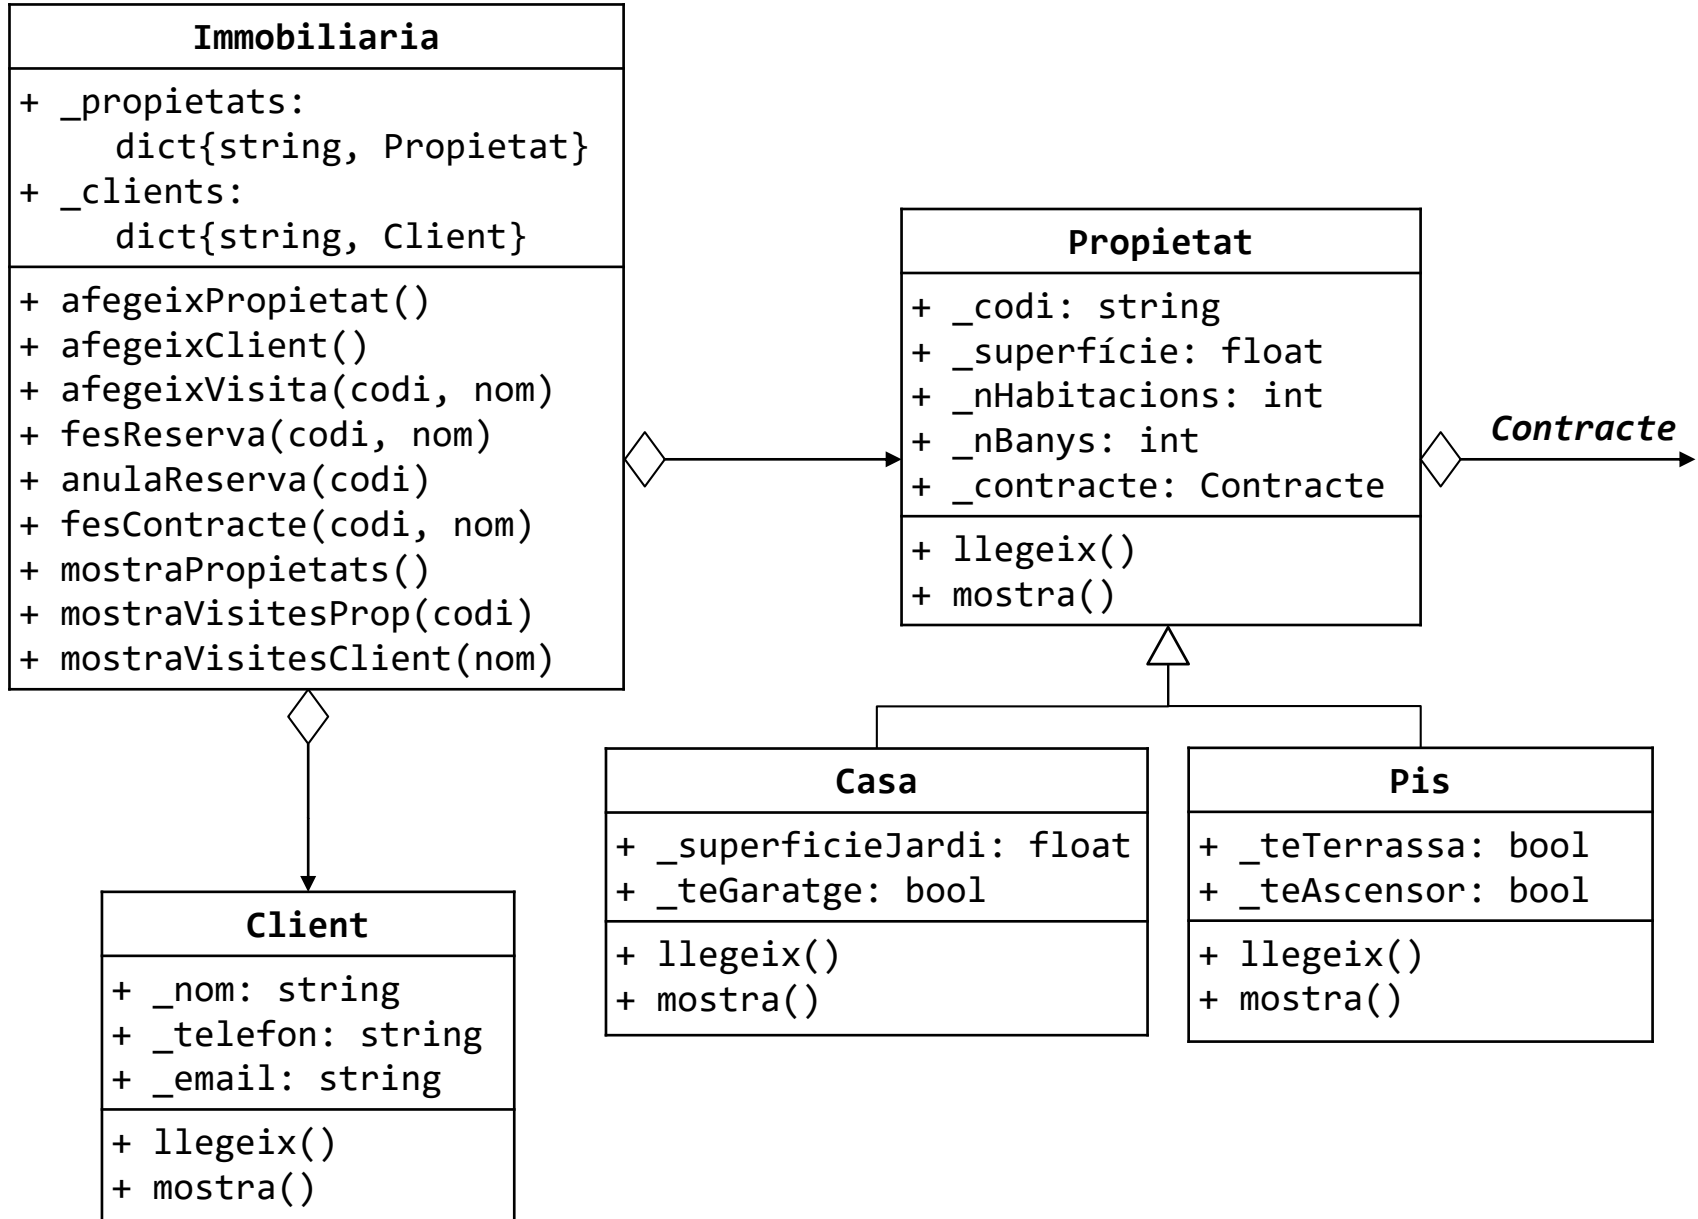 Immobiliaria
+ _propietats:
dict{string, Propietat}
+ _clients:
dict{string, Client}
+ afegeixPropietat()
+ afegeixClient()
+ afegeixVisita(codi, nom)
+ fesReserva(codi, nom)
+ anulaReserva(codi)
+ fesContracte(codi, nom)
+ mostraPropietats()
+ mostraVisitesProp(codi)
+ mostraVisitesClient(nom)
Propietat
+ _codi: string
+ _superfície: float
+ _nHabitacions: int
+ _nBanys: int
+ _contracte: Contracte
+ llegeix()
+ mostra()
Contracte
Casa
+ _superficieJardi: float
+ _teGaratge: bool
+ llegeix()
+ mostra()
Pis
+ _teTerrassa: bool
+ _teAscensor: bool
+ llegeix()
+ mostra()
Client
+ _nom: string
+ _telefon: string
+ _email: string
+ llegeix()
+ mostra()